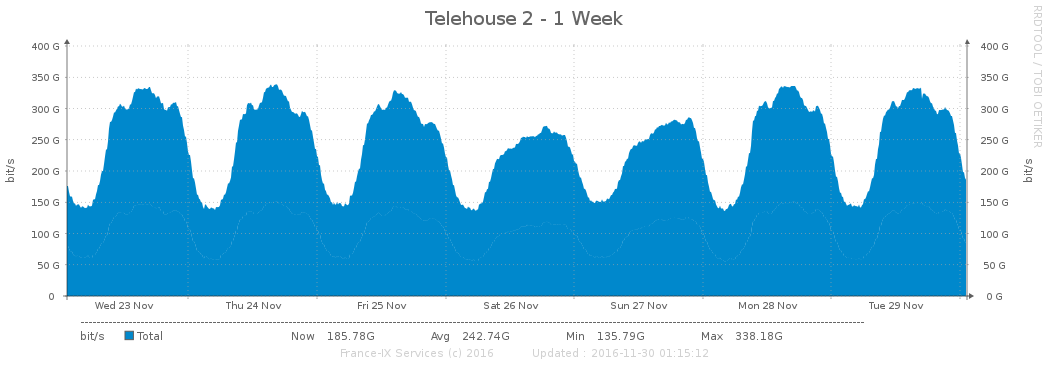 Telehouse 2 - 1 Week
RRDTOOL / TOBI OETIKER
bit/s
400 G 400 G
350 G 350 G
300 G 300 G
250 G 250 G
200 G 200 G
150 G 150 G
100 G 100 G
50 G 50 G
0 0 G
bit/s
Wed 23 Nov Thu 24 Nov Fri 25 Nov Sat 26 Nov Sun 27 Nov Mon 28 Nov Tue 29 Nov
bit/s Total Now 185.78G Avg 242.74G Min 135.79G Max 338.18G
France-IX Services (c) 2016 Updated : 2016-11-30 01:15:12